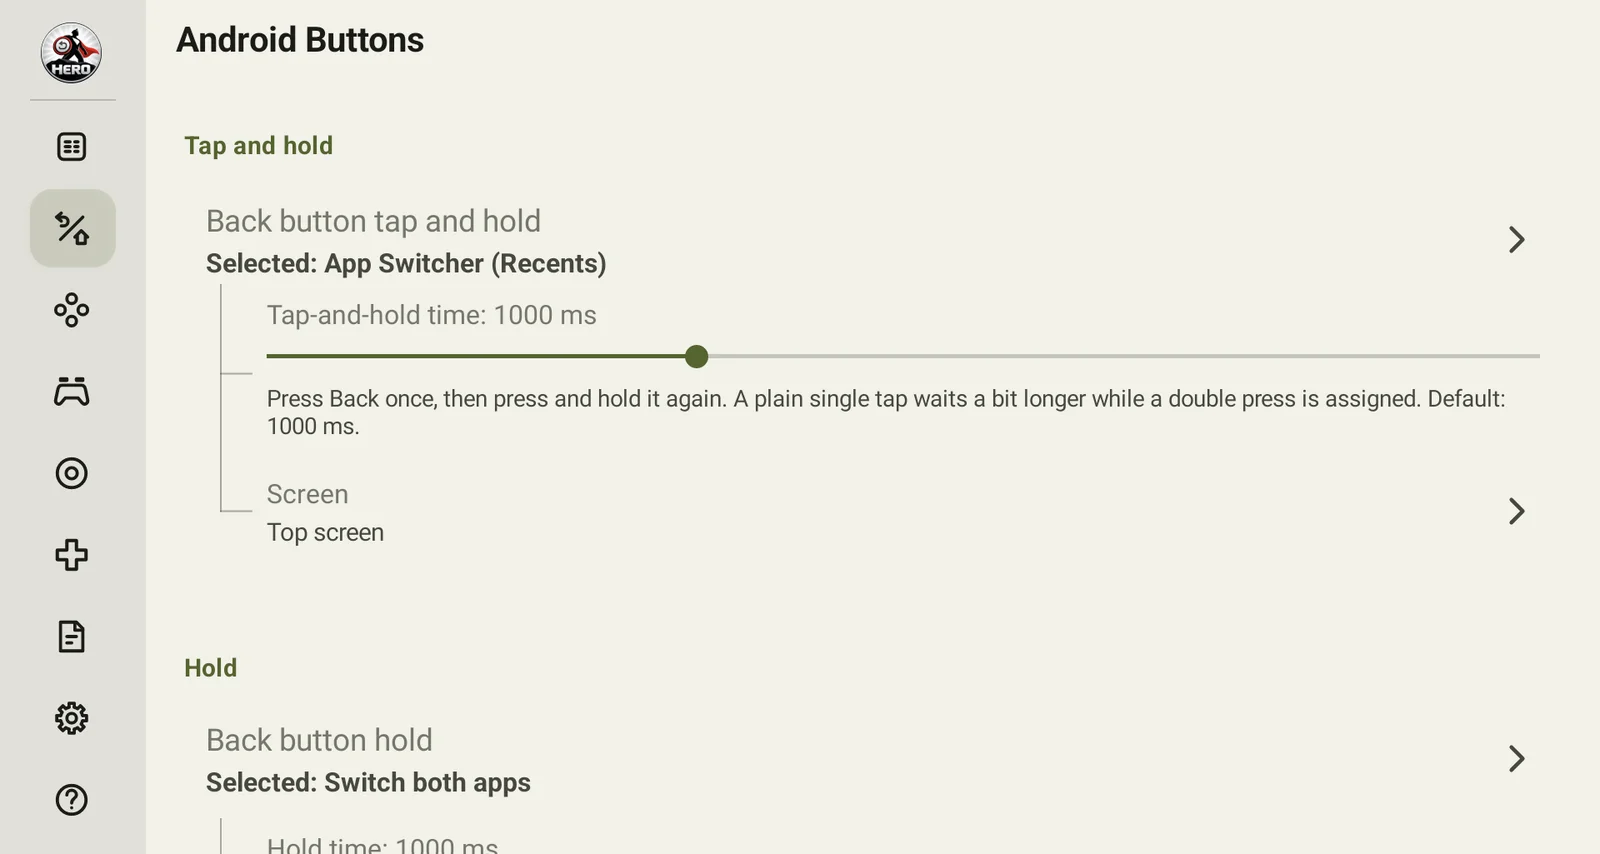 HERO
Android Buttons
Tap and hold
Back button tap and hold
Selected: App Switcher (Recents)
Tap-and-hold time: 1000 ms
Press Back once, then press and hold it again. A plain single tap waits a bit longer while a double press is assigned. Default:
1000 ms.
Screen
Top screen
Hold
Back button hold
Selected: Switch both apps
Hold time: 1000 ms